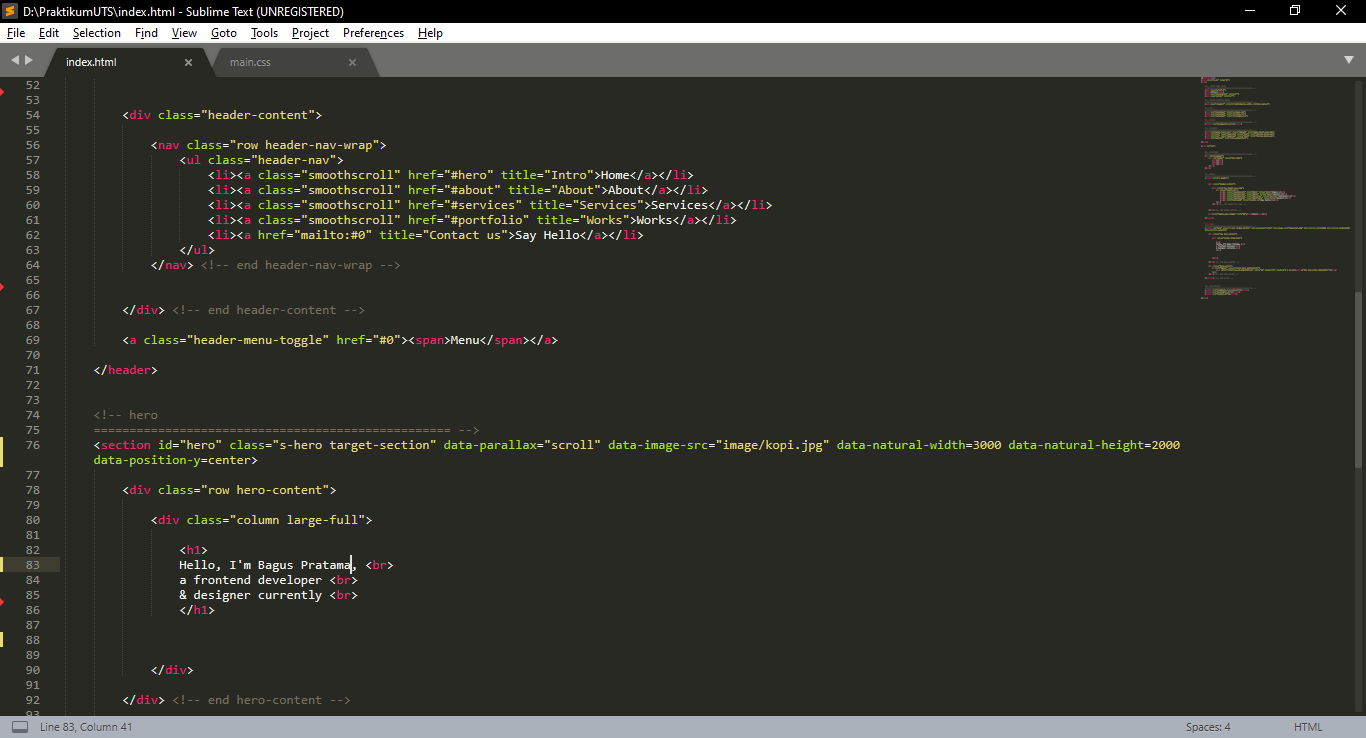 D:\PraktikumUTS\index.html - Sublime Text (UNREGISTERED)
File Edit Selection Find View Goto Tools Project Preferences Help
index.html main.css
52
53
54 <div class="header-content">
55
56 <nav class="row header-nav-wrap">
57 <ul class="header-nav">
58 <li><a class="smoothscroll" href="#hero" title="Intro">Home</a></li>
59 <li><a class="smoothscroll" href="#about" title="About">About</a></li>
60 <li><a class="smoothscroll" href="#services" title="Services">Services</a></li>
61 <li><a class="smoothscroll" href="#portfolio" title="Works">Works</a></li>
62 <li><a href="mailto:#0" title="Contact us">Say Hello</a></li>
63 </ul>
64 </nav> <!-- end header-nav-wrap -->
65
66
67 </div> <!-- end header-content -->
68
69 <a class="header-menu-toggle" href="#0"><span>Menu</span></a>
70
71 </header>
72
73
74 <!-- hero
75 ================================================== -->
76 <section id="hero" class="s-hero target-section" data-parallax="scroll" data-image-src="image/kopi.jpg" data-natural-width=3000 data-natural-height=2000
data-position-y=center>
77
78 <div class="row hero-content">
79
80 <div class="column large-full">
81
82 <h1>
83 Hello, I'm Bagus Pratama, <br>
84 a frontend developer <br>
85 & designer currently <br>
86 </h1>
87
88
89
90 </div>
91
92 </div> <!-- end hero-content -->
93
Line 83, Column 41 Spaces: 4 HTML